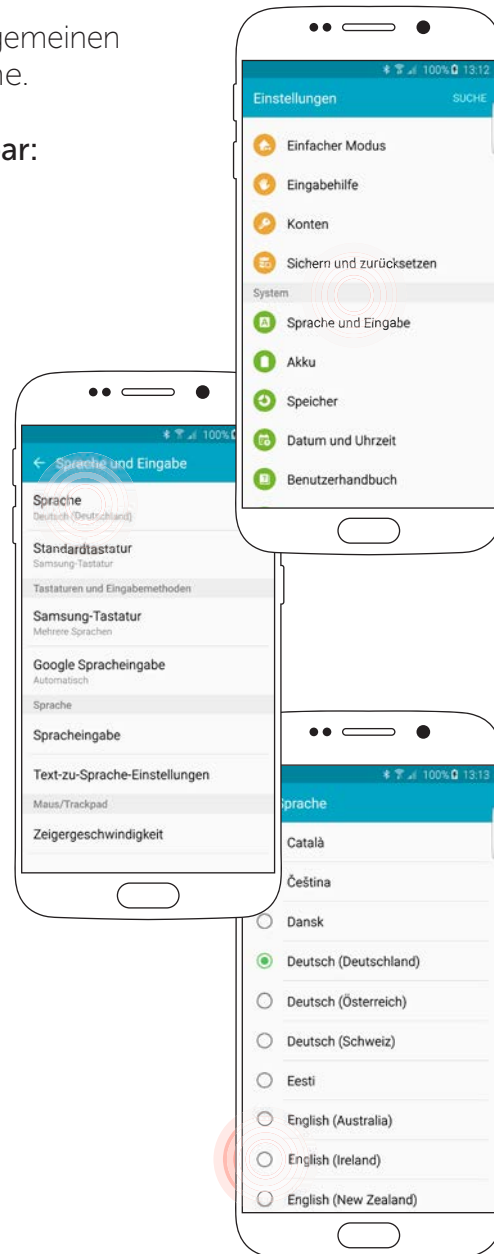 gemeinen
ne.
ar:
100% 13:12
Einstellungen SUCHE
Einfacher Modus
Eingabehilfe
Konten
Sichern und zurücksetzen
System
Sprache und Eingabe
Akku
Speicher
Datum und Uhrzeit
Benutzerhandbuch
100%
Sprache und Eingabe
Sprache
Deutsch (Deutschland)
Standardtastatur
Samsung-Tastatur
Tastaturen und Eingabemethoden
Samsung-Tastatur
Mehrere Sprachen
Google Spracheingabe
Automatisch
Sprache
Spracheingabe
Text-zu-Sprache-Einstellungen
Maus/Trackpad
Zeigergeschwindigkeit
100% 13:13
Sprache
Català
Čeština
Dansk
Deutsch (Deutschland)
Deutsch (Österreich)
Deutsch (Schweiz)
Eesti
English (Australia)
English (Ireland)
English (New Zealand)